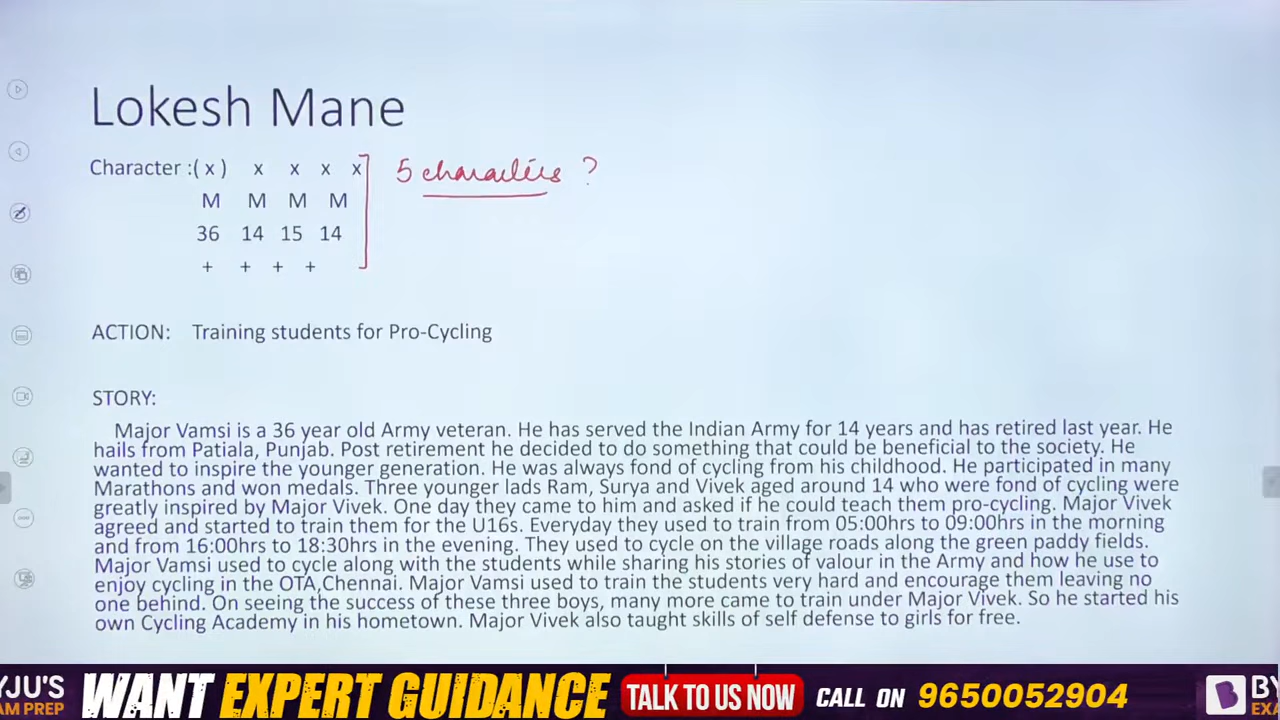 Lokesh Mane
Character :( x ) x x x x 5 characters ?
M M M M
36 14 15 14
+ + + +
ACTION: Training students for Pro-Cycling
STORY:
Major Vamsi is a 36 year old Army veteran. He has served the Indian Army for 14 years and has retired last year. He
hails from Patiala, Punjab. Post retirement he decided to do something that could be beneficial to the society. He
wanted to inspire the younger generation. He was always fond of cycling from his childhood. He participated in many
Marathons and won medals. Three younger lads Ram, Surya and Vivek aged around 14 who were fond of cycling were
greatly inspired by Major Vivek. One day they came to him and asked if he could teach them pro-cycling. Major Vivek
agreed and started to train them for the U16s. Everyday they used to train from 05:00hrs to 09:00hrs in the morning
and from 16:00hrs to 18:30hrs in the evening. They used to cycle on the village roads along the green paddy fields.
Major Vamsi used to cycle along with the students while sharing his stories of valour in the Army and how he use to
enjoy cycling in the OTA,Chennai. Major Vamsi used to train the students very hard and encourage them leaving no
one behind. On seeing the success of these three boys, many more came to train under Major Vivek. So he started his
own Cycling Academy in his hometown. Major Vivek also taught skills of self defense to girls for free.
YJU'S
AM PREP
WANT EXPERT GUIDANCE TALK TO US NOW CALL ON 9650052904
BY
EXA